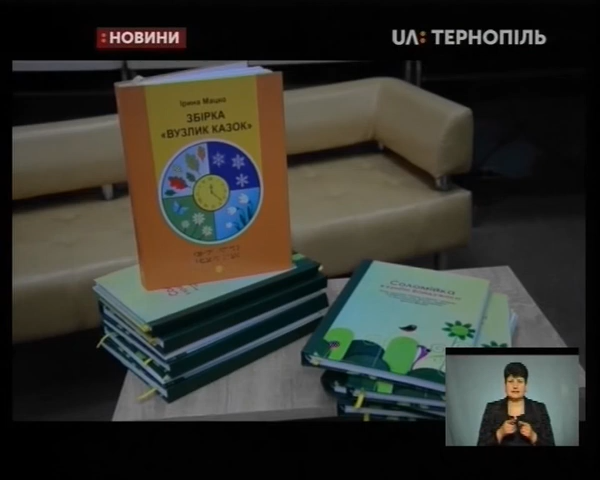 :НОВИНИ
UA: ТЕРНОПІЛЬ
Ірина Мацко
ЗБІРКА
«ВУЗЛИК КАЗОК»
Соломійка